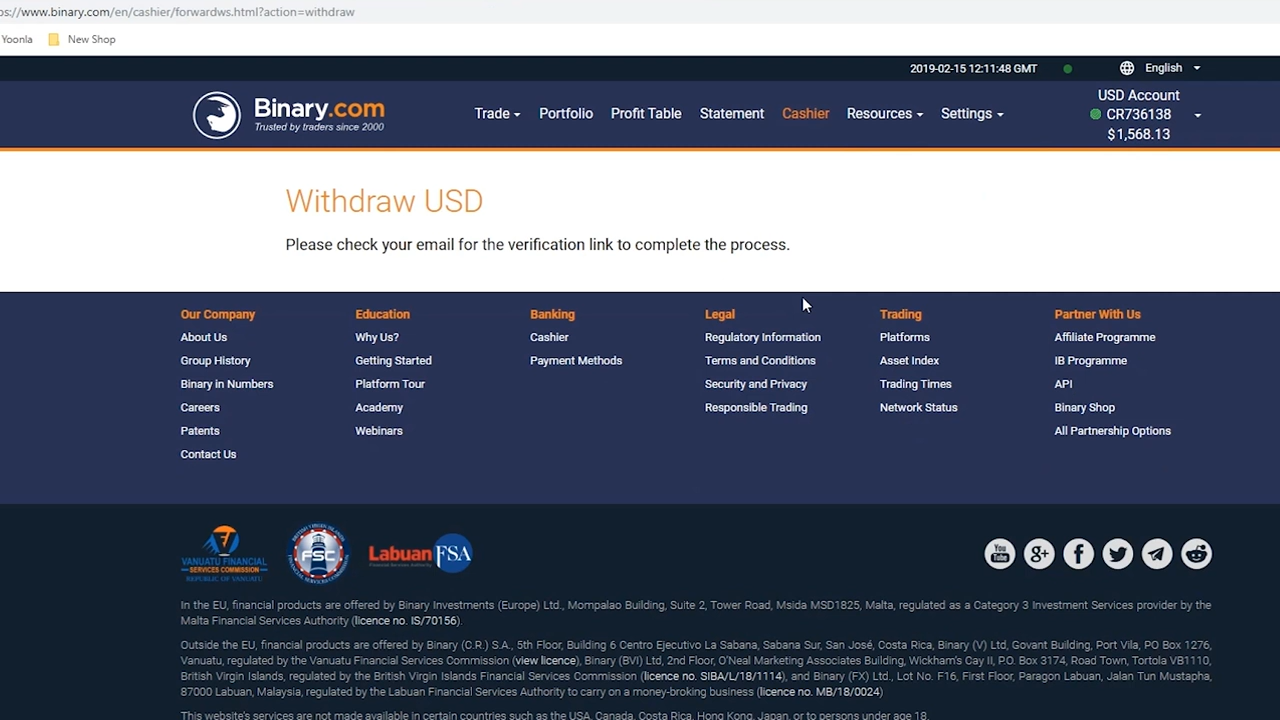 ps://www.binary.com/en/cashier/forwardws.html?action=withdraw
Yoonla New Shop
2019-02-15 12:11:48 GMT English
Binary.com
Trusted by traders since 2000
Trade Portfolio Profit Table Statement Cashier Resources Settings
USD Account
CR736138
$1,568.13
Withdraw USD
Please check your email for the verification link to complete the process.
Our Company Education Banking Legal Trading Partner With Us
About Us Why Us? Cashier Regulatory Information Platforms Affiliate Programme
Group History Getting Started Payment Methods Terms and Conditions Asset Index IB Programme
Binary in Numbers Platform Tour Security and Privacy Trading Times API
Careers Academy Responsible Trading Network Status Binary Shop
Patents Webinars All Partnership Options
Contact Us
VANUATU FINANCIAL
SERVICES COMMISSION
REPUBLIC OF VANUATU
FSC
Labuan FSA
You
Tube
In the EU, financial products are offered by Binary Investments (Europe) Ltd., Mompalao Building, Suite 2, Tower Road, Msida MSD1825, Malta, regulated as a Category 3 Investment Services provider by the
Malta Financial Services Authority (licence no. IS/70156).
Outside the EU, financial products are offered by Binary (C.R.) S.A., 5th Floor, Building 6 Centro Ejecutivo La Sabana, Sabana Sur, San José, Costa Rica, Binary (V) Ltd, Govant Building, Port Vila, PO Box 1276,
Vanuatu, regulated by the Vanuatu Financial Services Commission (view licence), Binary (BVI) Ltd, 2nd Floor, O'Neal Marketing Associates Building, Wickham's Cay II, P.O. Box 3174, Road Town, Tortola VB1110,
British Virgin Islands, regulated by the British Virgin Islands Financial Services Commission (licence no. SIBA/L/18/1114), and Binary (FX) Ltd., Lot No. F16, First Floor, Paragon Labuan, Jalan Tun Mustapha,
87000 Labuan, Malaysia, regulated by the Labuan Financial Services Authority to carry on a money-broking business (licence no. MB/18/0024)
This website's services are not made available in certain countries such as the USA, Canada, Costa Rica, Hong Kong, Japan, or to persons under age 18.